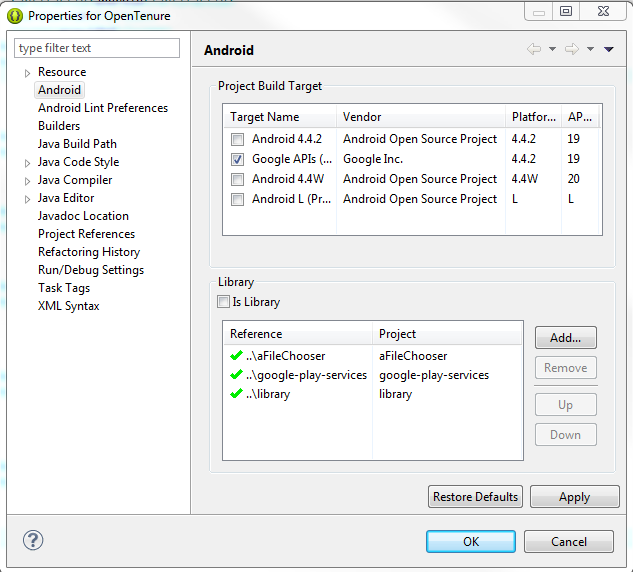 Properties for OpenTenure
type filter text
Resource
Android
Android Lint Preferences
Builders
Java Build Path
Java Code Style
Java Compiler
Java Editor
Javadoc Location
Project References
Refactoring History
Run/Debug Settings
Task Tags
XML Syntax
Android
Project Build Target
Target Name Vendor Platfor... AP...
Android 4.4.2 Android Open Source Project 4.4.2 19
Google APIs (... Google Inc. 4.4.2 19
Android 4.4W Android Open Source Project 4.4W 20
Android L (Pr... Android Open Source Project L L
Library
Is Library
Reference Project
..\aFileChooser aFileChooser
..\google-play-services google-play-services
..\library library
Add...
Remove
Up
Down
Restore Defaults Apply
? OK Cancel